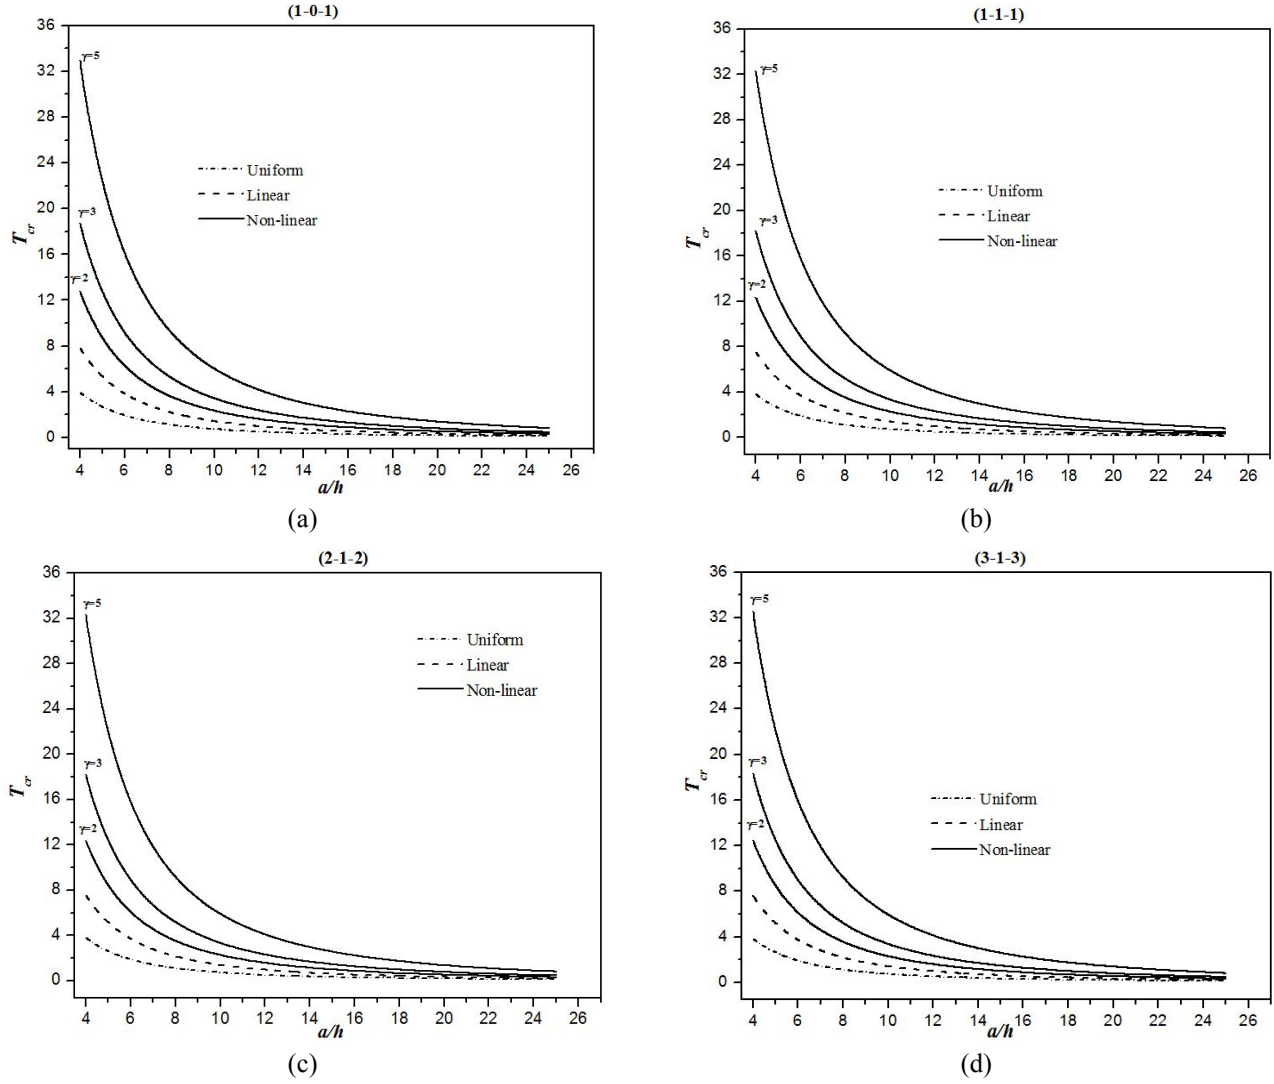 (1-0-1)
36
32
28
24
20
16
12
8
4
0
T_cr
γ=5
γ=3
γ=2
Uniform
Linear
Non-linear
4 6 8 10 12 14 16 18 20 22 24 26
a/h
(a)
(1-1-1)
36
32
28
24
20
16
12
8
4
0
T_cr
γ=5
γ=3
γ=2
Uniform
Linear
Non-linear
4 6 8 10 12 14 16 18 20 22 24 26
a/h
(b)
(2-1-2)
36
32
28
24
20
16
12
8
4
0
T_cr
γ=5
γ=3
γ=2
Uniform
Linear
Non-linear
4 6 8 10 12 14 16 18 20 22 24 26
a/h
(c)
(3-1-3)
36
32
28
24
20
16
12
8
4
0
T_cr
γ=5
γ=3
γ=2
Uniform
Linear
Non-linear
4 6 8 10 12 14 16 18 20 22 24 26
a/h
(d)